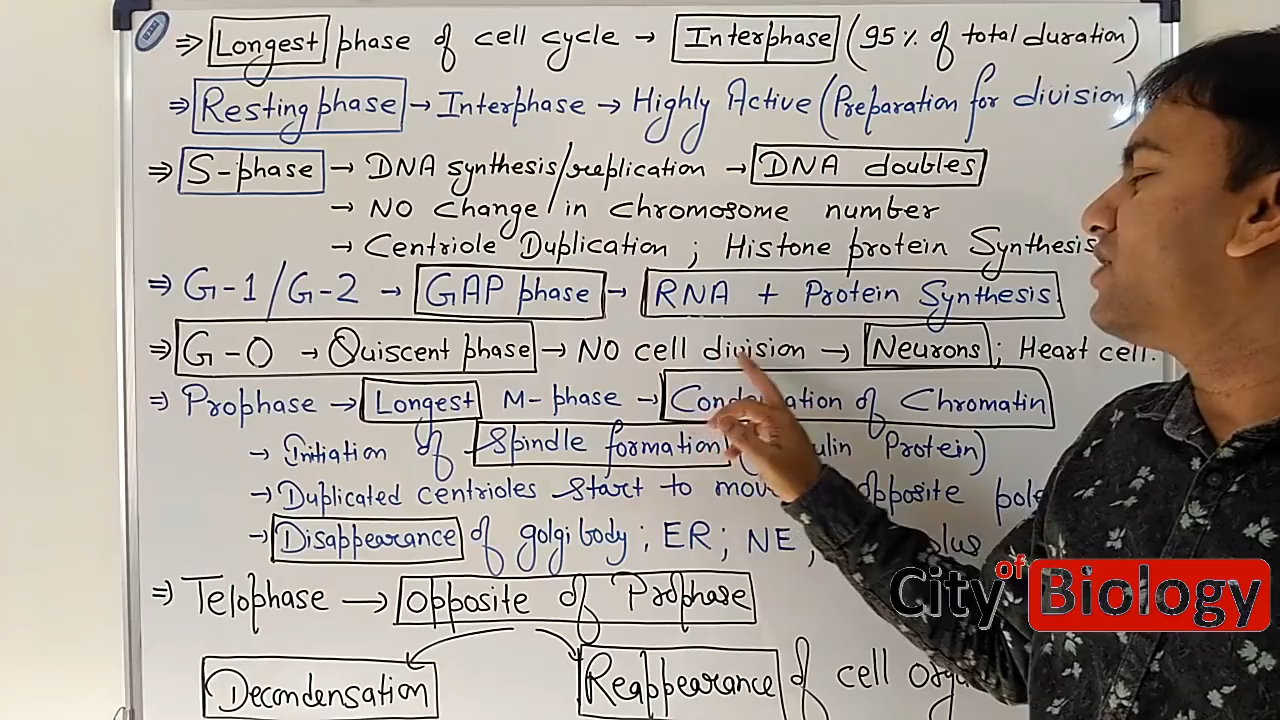 ⇒ Longest phase of cell cycle → Interphase (95% of total duration)
⇒ Resting phase → Interphase → Highly Active (Preparation for division)
⇒ S-phase → DNA synthesis/replication → DNA doubles
→ NO change in chromosome number
→ Centriole Duplication ; Histone protein Synthesis
⇒ G-1/G-2 → GAP phase → RNA + Protein Synthesis
⇒ G-0 → Quiscent phase → NO cell division → Neurons ; Heart cell.
⇒ Prophase → Longest M-phase → Condensation of Chromatin
→ Initiation of Spindle formation Protein)
→ Duplicated centrioles start to opposite
→ Disappearance of golgi body ; ER ; NE ;
⇒ Telophase → Opposite of Prophase
Decondensation Reappearance of cell
City of Biology